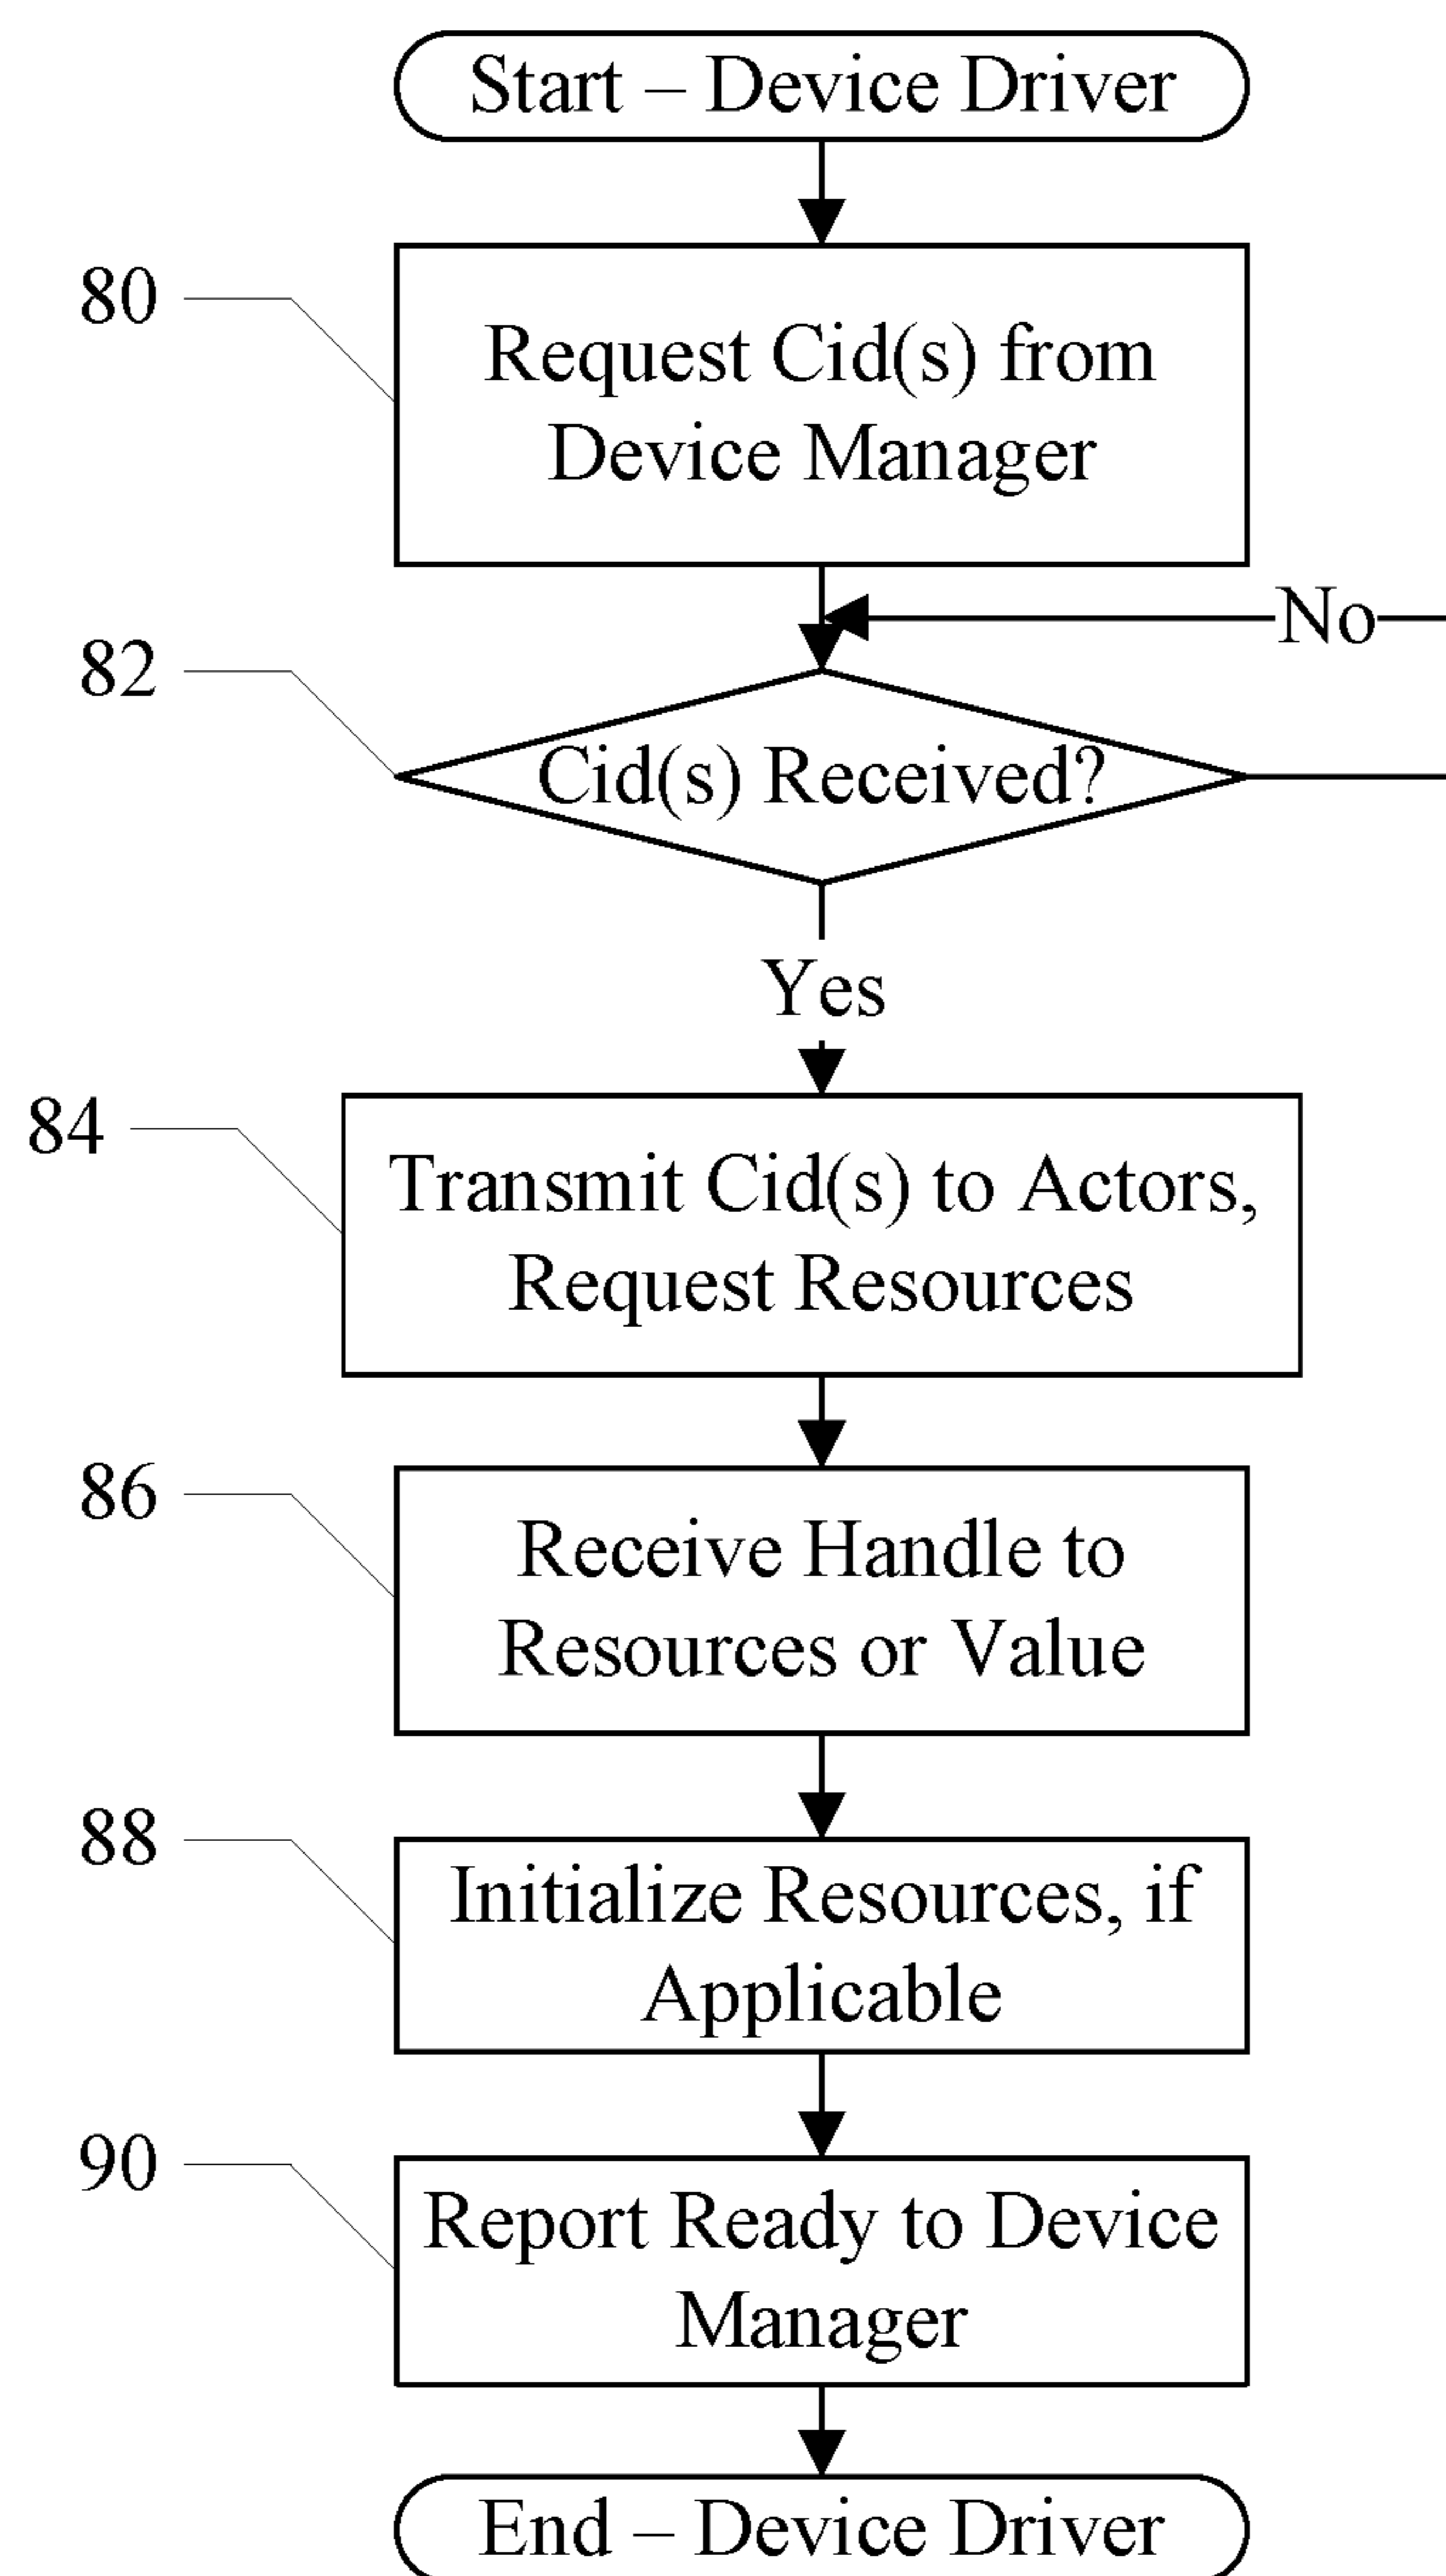 Start – Device Driver
80
Request Cid(s) from
Device Manager
No
82
Cid(s) Received?
Yes
84
Transmit Cid(s) to Actors,
Request Resources
86
Receive Handle to
Resources or Value
88
Initialize Resources, if
Applicable
90
Report Ready to Device
Manager
End – Device Driver